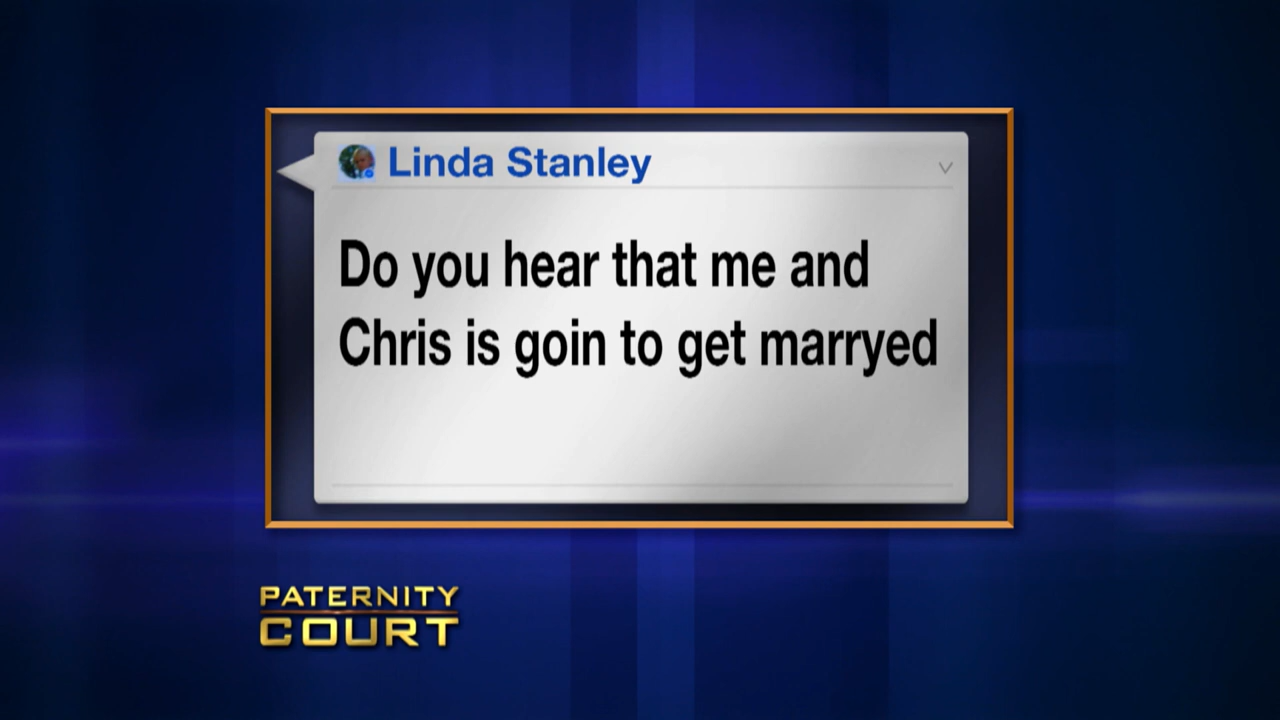 Linda Stanley
Do you hear that me and
Chris is goin to get marryed
PATERNITY
COURT